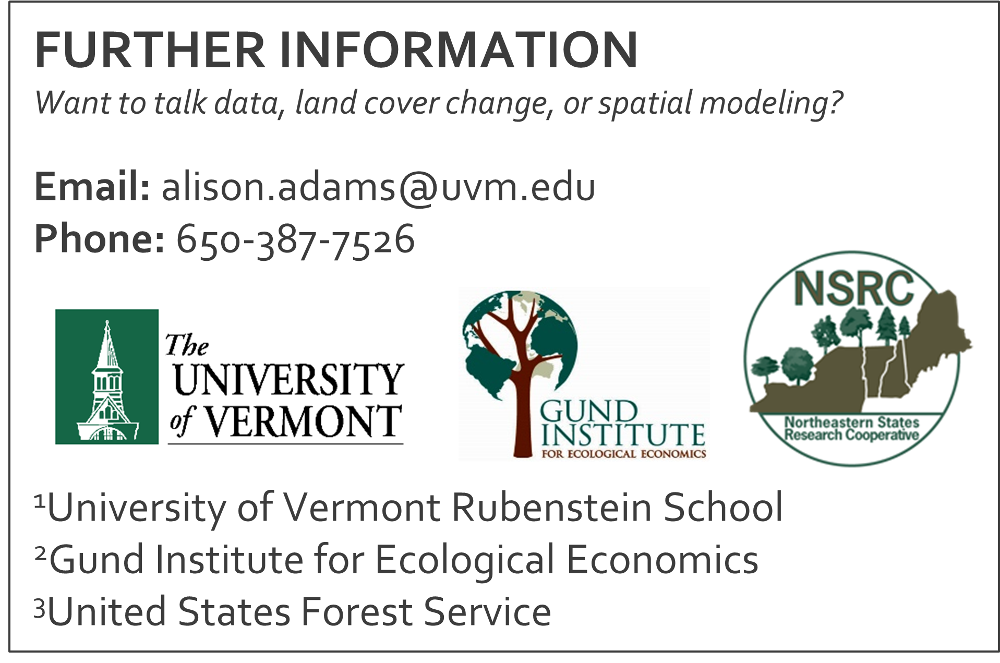 FURTHER INFORMATION
Want to talk data, land cover change, or spatial modeling?
Email: alison.adams@uvm.edu
Phone: 650-387-7526
The
UNIVERSITY
of VERMONT
GUND
INSTITUTE
FOR ECOLOGICAL ECONOMICS
NSRC
Northeastern States
Research Cooperative
¹University of Vermont Rubenstein School
²Gund Institute for Ecological Economics
³United States Forest Service